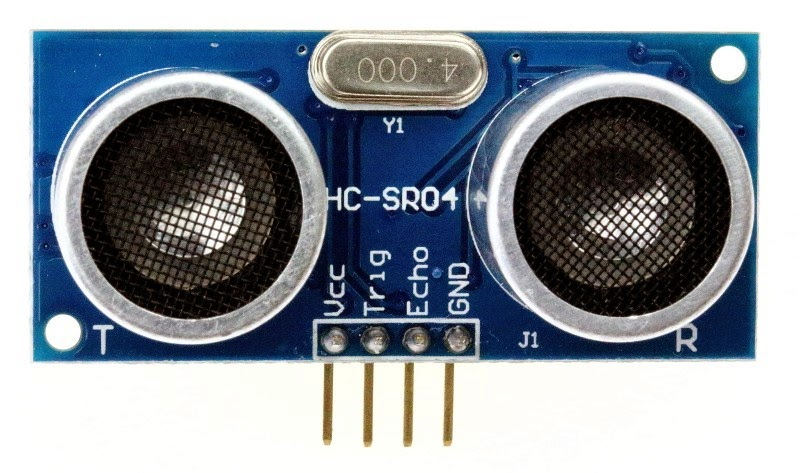 4.000
Y1
HC-SR04
Vcc
Trig
Echo
GND
T
J1
R